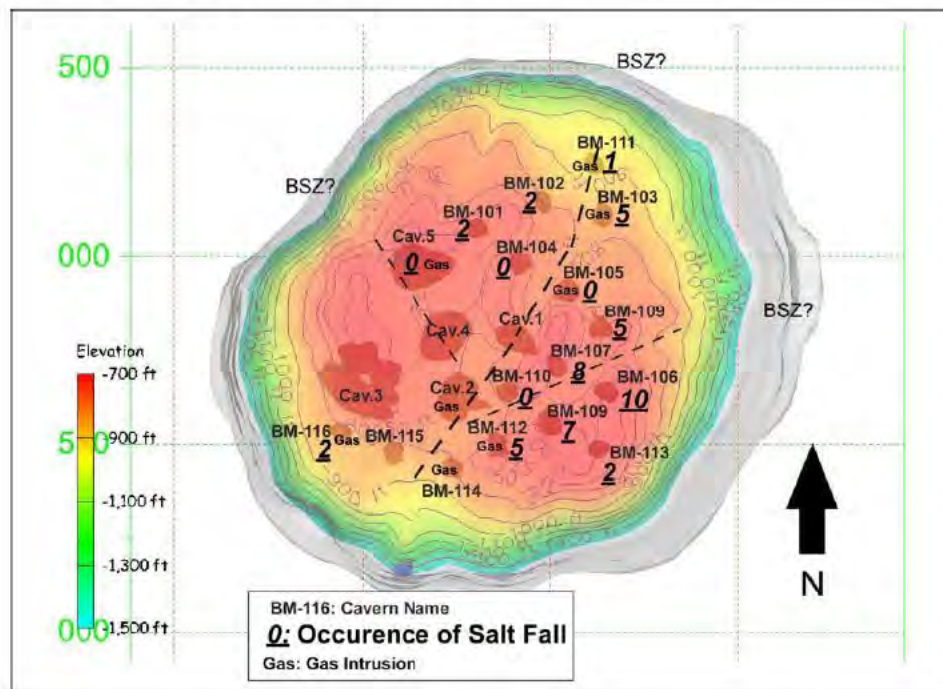 BSZ?
500
BM-111
Gas 1
BSZ?
BM-102
2
BM-103
Gas 5
BM-101
2
Cav.5
0 Gas
BM-104
0
000
BM-105
Gas 0
BM-109
5
BSZ?
Cav.1
Cav.4
BM-107
8
Elevation
-700 ft
BM-106
10
Cav.2
Gas
BM-110
0
Cav.3
-900 ft
BM-109
7
BM-116 Gas
2
BM-115
BM-112
Gas 5
500
BM-113
2
Gas
BM-114
-1,100 ft
-1,300 ft
-1,500 ft
000
N
BM-116: Cavern Name
0: Occurence of Salt Fall
Gas: Gas Intrusion